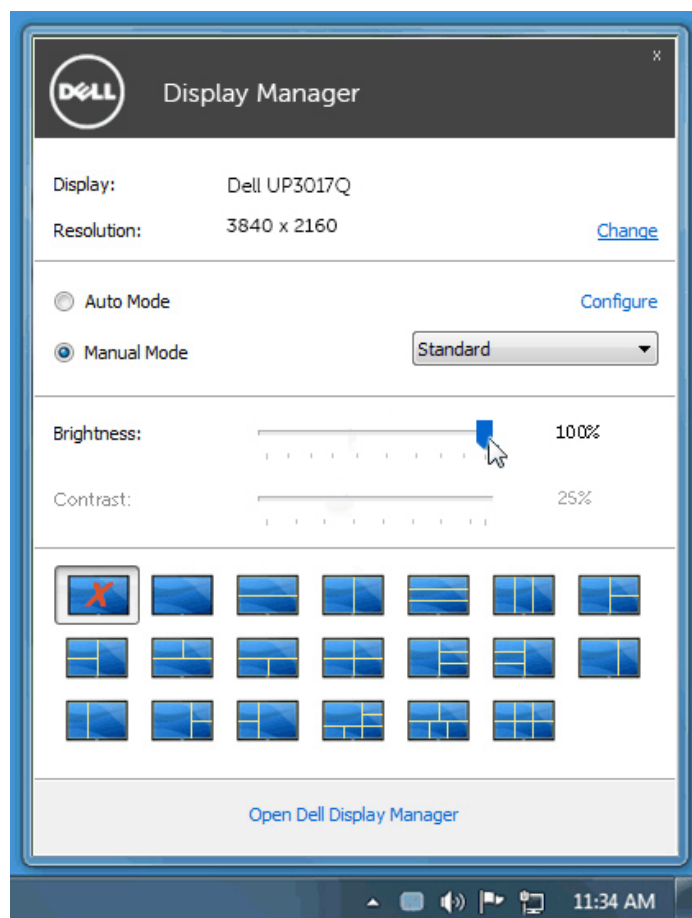 x
DELL Display Manager
Display: Dell UP3017Q
Resolution: 3840 x 2160 Change
Auto Mode Configure
Manual Mode Standard
Brightness: 100%
Contrast: 25%
Open Dell Display Manager
11:34 AM